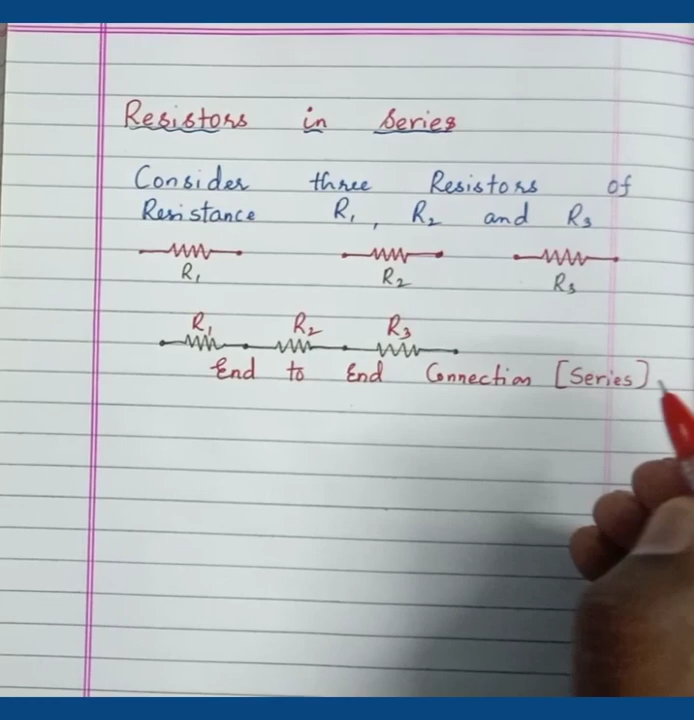 Resistors in Series
Consider three Resistors of
Resistance R₁, R₂ and R₃
R₁ R₂ R₃
R₁ R₂ R₃
End to End Connection [Series]